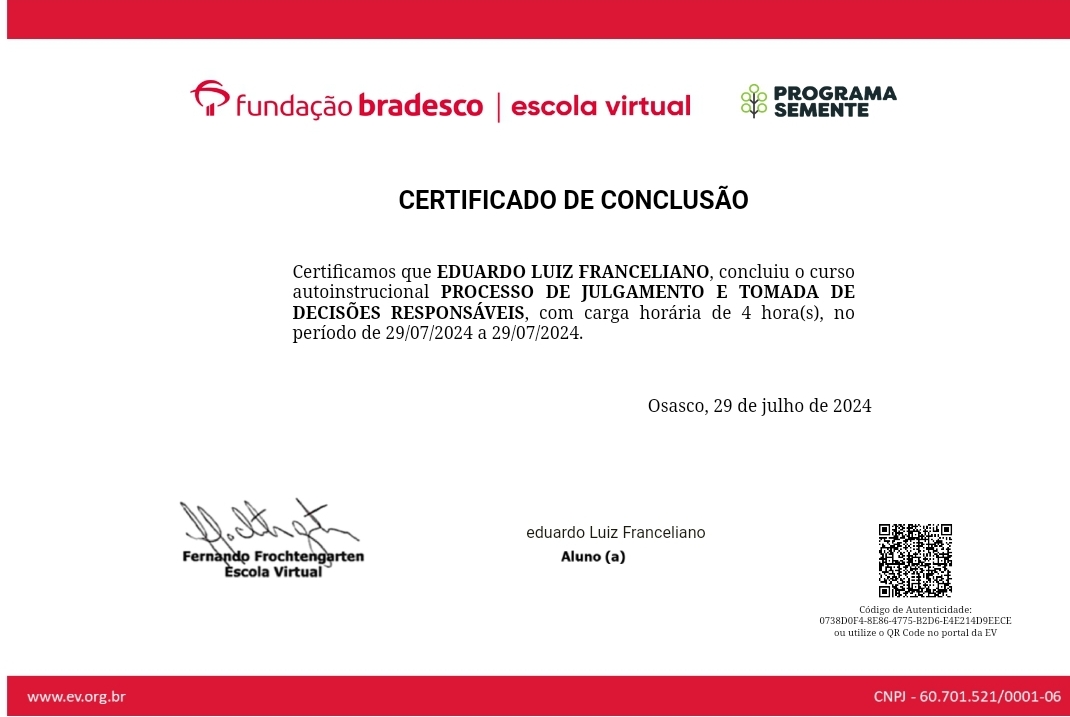 fundação bradesco | escola virtual
PROGRAMA
SEMENTE
CERTIFICADO DE CONCLUSÃO
Certificamos que EDUARDO LUIZ FRANCELIANO, concluiu o curso
autoinstrucional PROCESSO DE JULGAMENTO E TOMADA DE
DECISÕES RESPONSÁVEIS, com carga horária de 4 hora(s), no
período de 29/07/2024 a 29/07/2024.
Osasco, 29 de julho de 2024
Fernando Frochtengarten
Escola Virtual
eduardo Luiz Franceliano
Aluno (a)
Código de Autenticidade:
0738D0F4-8E86-4775-B2D6-E4E214D9EECE
ou utilize o QR Code no portal da EV
www.ev.org.br
CNPJ - 60.701.521/0001-06